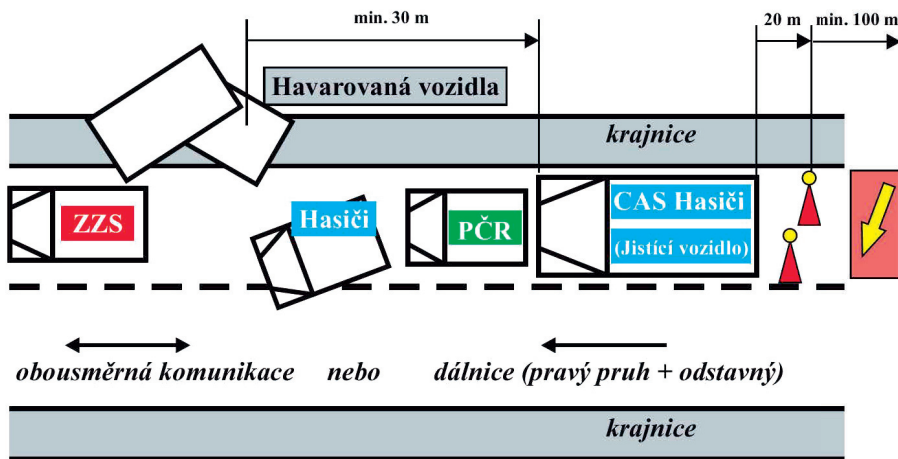 min. 30 m
20 m
min. 100 m
Havarovaná vozidla
krajnice
ZZS
Hasiči
PČR
CAS Hasiči
(Jistící vozidlo)
obousměrná komunikace nebo dálnice (pravý pruh + odstavný)
krajnice